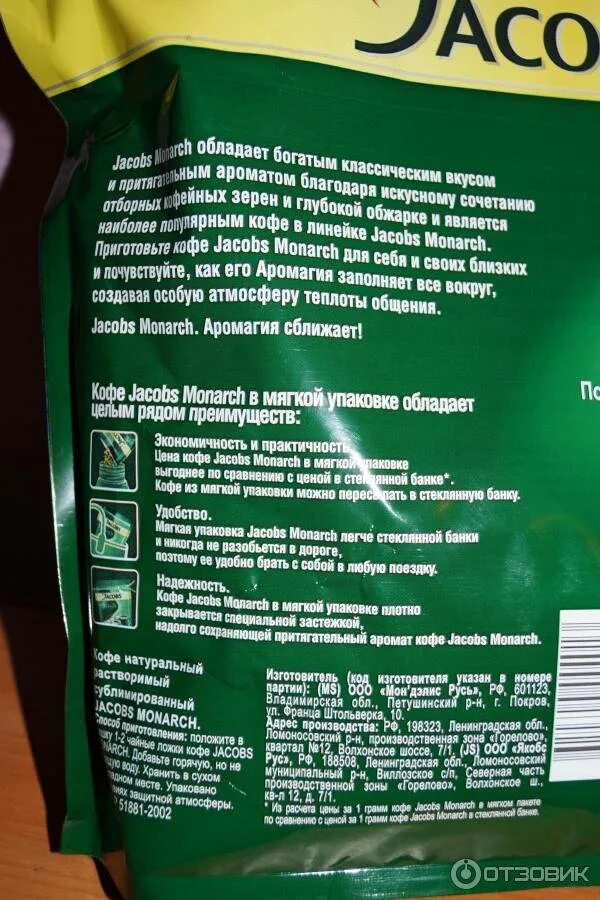 JACO
Jacobs Monarch обладает богатым классическим вкусом
и притягательным ароматом благодаря искусному сочетанию
отборных кофейных зерен и глубокой обжарке и является
наиболее популярным кофе в линейке Jacobs Monarch.
Приготовьте кофе Jacobs Monarch для себя и своих близких
и почувствуйте, как его Аромагия заполняет все вокруг,
создавая особую атмосферу теплоты общения.
Jacobs Monarch. Аромагия сближает!
Кофе Jacobs Monarch в мягкой упаковке обладает
целым рядом преимуществ:
По
Экономичность и практичность
Цена кофе Jacobs Monarch в мягкой упаковке
выгоднее по сравнению с ценой в стеклянной банке*.
Кофе из мягкой упаковки можно пересыпать в стеклянную банку.
Удобство.
Мягкая упаковка Jacobs Monarch легче стеклянной банки
и никогда не разобьется в дороге,
поэтому ее удобно брать с собой в любую поездку.
JACOBS
Надежность.
Кофе Jacobs Monarch в мягкой упаковке плотно
закрывается специальной застежкой,
надолго сохраняющей притягательный аромат кофе Jacobs Monarch.
Кофе натуральный
растворимый
сублимированный
JACOBS MONARCH.
Способ приготовления: положите в
шку 1-2 чайные ложки кофе JACOBS
NARCH. Добавьте горячую, но не
щую воду. Хранить в сухом
адном месте. Упаковано
виях защитной атмосферы.
51881-2002
Изготовитель (код изготовителя указан в номере
партии): (MS) ООО «Мон'дэлис Русь», РФ, 601123,
Владимирская обл., Петушинский р-н, г. Покров,
ул. Франца Штольверка, 10.
Адрес производства: РФ, 198323, Ленинградская обл.,
Ломоносовский р-н, производственная зона «Горелово»,
квартал №12, Волхонское шоссе, 7/1. (JS) ООО «Якобс
Рус», РФ, 188508, Ленинградская обл., Ломоносовский
муниципальный р-н, Виллозское с/п, Северная часть
производственной зоны «Горелово», Волхонское ш.,
кв-л 12, д. 7/1.
* Из расчета цены за 1 грамм кофе Jacobs Monarch в мягком пакете
по сравнению с ценой за 1 грамм кофе Jacobs Monarch в стеклянной банке.
ОТЗОВИК